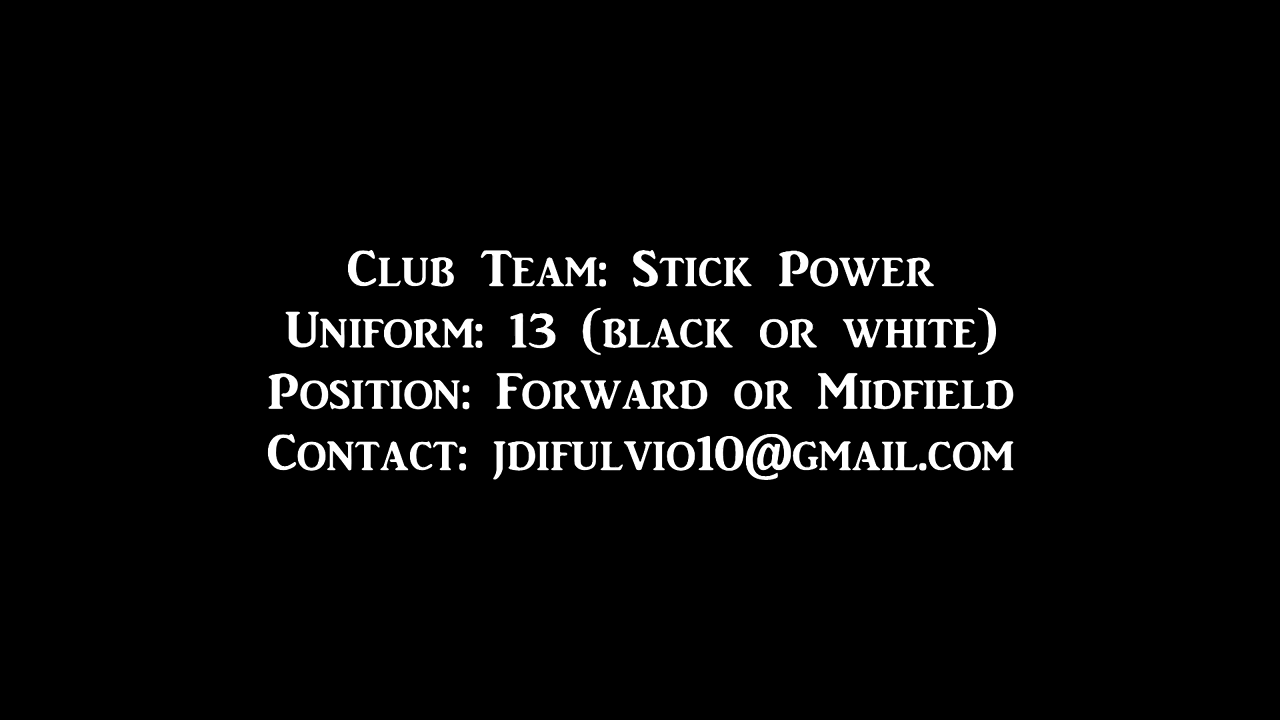 Club Team: Stick Power
Uniform: 13 (black or white)
Position: Forward or Midfield
Contact: jdifulvio10@gmail.com